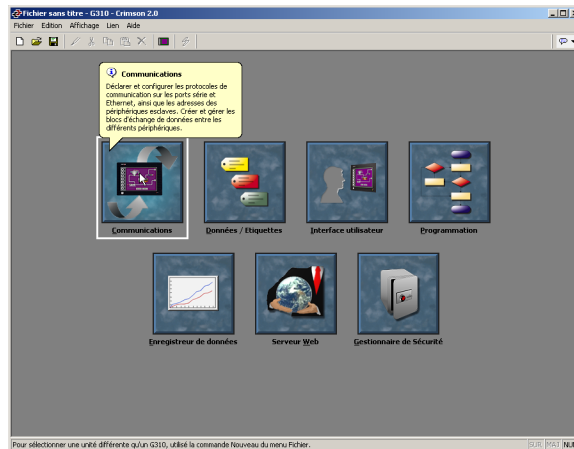 Fichier sans titre - G310 - Crimson 2.0
Fichier Edition Affichage Lien Aide
Communications
Déclarer et configurer les protocoles de
communication sur les ports série et
Ethernet, ainsi que les adresses des
périphériques esclaves. Créer et gérer les
blocs d'échange de données entre les
différents périphériques.
Communications
Données / Etiquettes
Interface utilisateur
Programmation
Enregistreur de données
Serveur Web
Gestionnaire de Sécurité
Pour sélectionner une unité différente qu'un G310, utilisé la commande Nouveau du menu Fichier.
SUR MAJ NUM